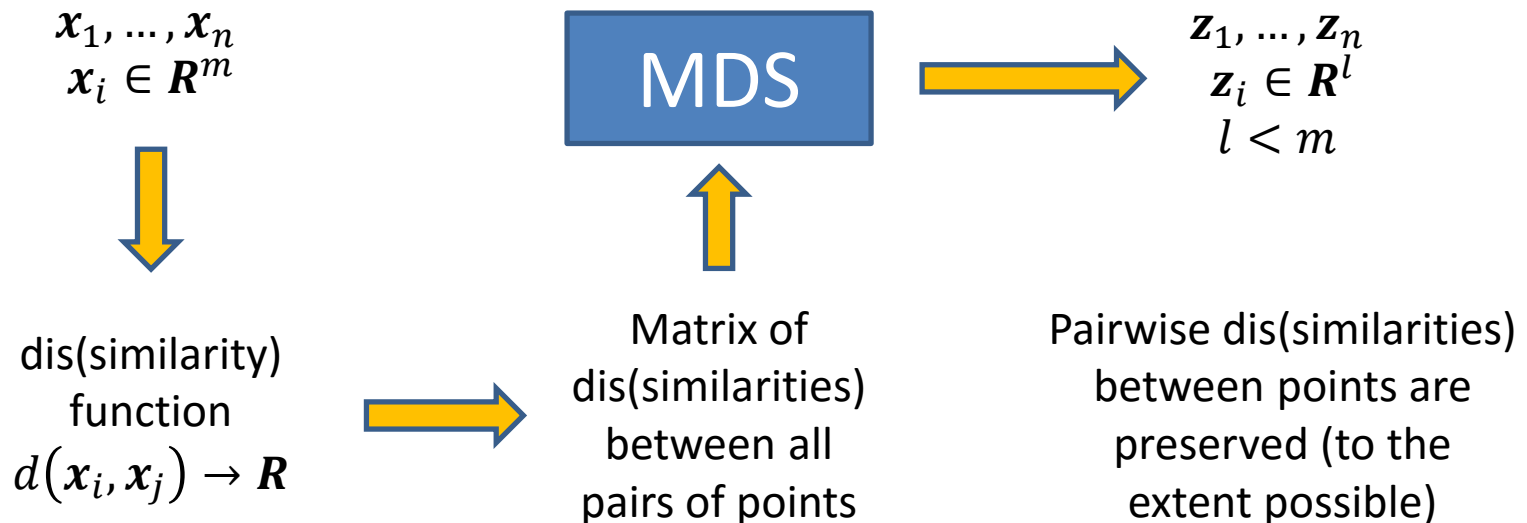 𝒙₁, …, 𝒙ₙ
𝒙ᵢ ∈ 𝑹ᵐ
dis(similarity)
function
𝑑(𝒙ᵢ, 𝒙ⱼ) → 𝑹
Matrix of
dis(similarities)
between all
pairs of points
MDS
𝒛₁, …, 𝒛ₙ
𝒛ᵢ ∈ 𝑹ˡ
𝑙 < 𝑚
Pairwise dis(similarities)
between points are
preserved (to the
extent possible)